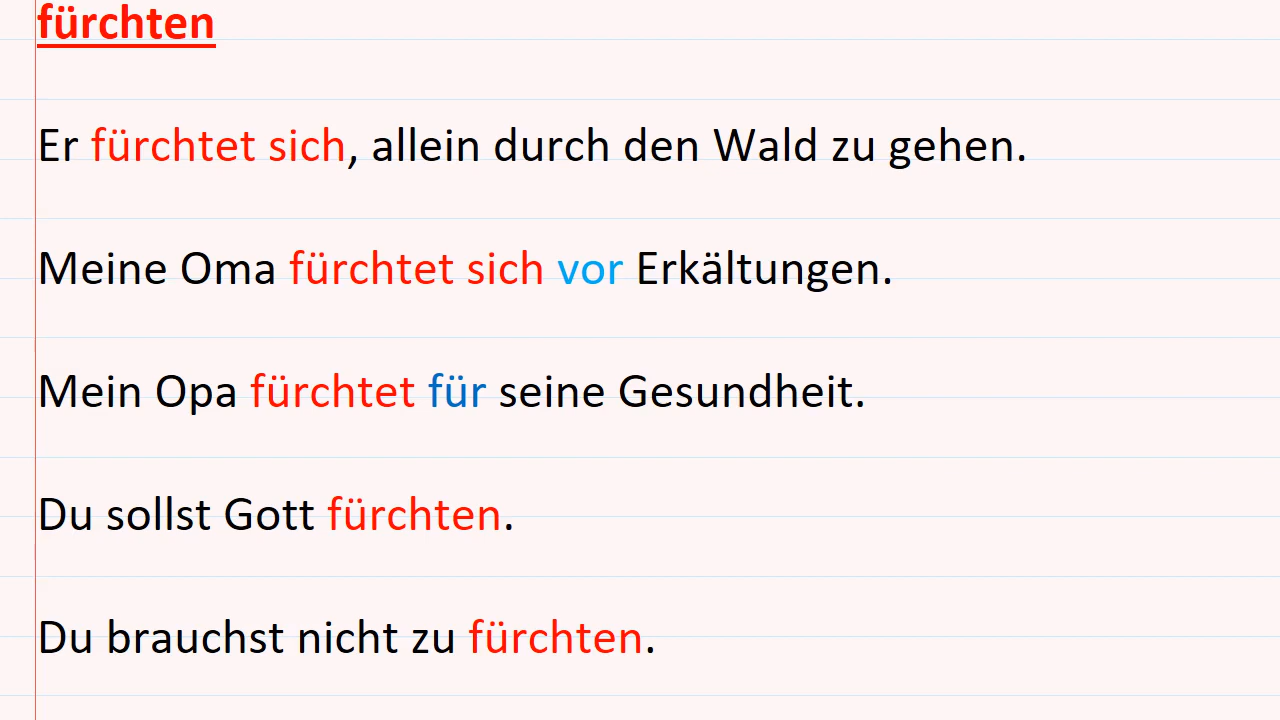 fürchten
Er fürchtet sich, allein durch den Wald zu gehen.
Meine Oma fürchtet sich vor Erkältungen.
Mein Opa fürchtet für seine Gesundheit.
Du sollst Gott fürchten.
Du brauchst nicht zu fürchten.